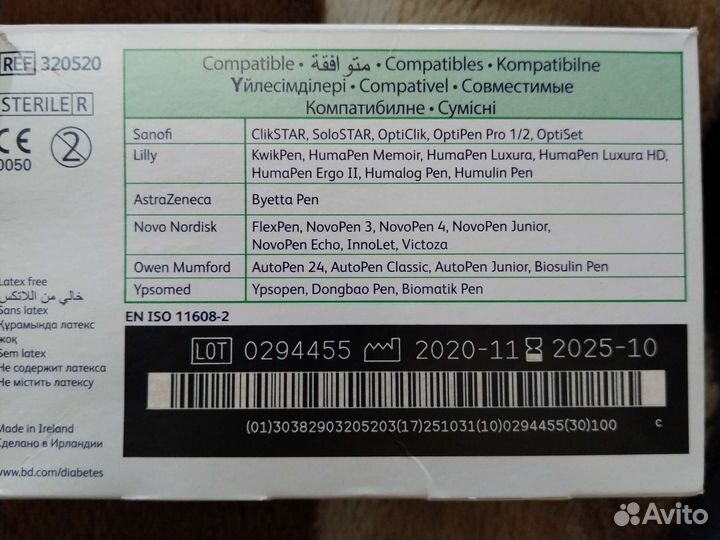 REF 320520
STERILE R
CE
0050
2
Latex free
خالي من اللاتكس
Sans latex
Құрамында латекс
жоқ
Sem latex
Не содержит латекса
Не містить латексу
Made in Ireland
Сделано в Ирландии
www.bd.com/diabetes
Compatible • متوافقة • Compatibles • Kompatibilne
Үйлесімділері • Compativel • Совместимые
Компатибилне • Сумісні
Sanofi ClikSTAR, SoloSTAR, OptiClik, OptiPen Pro 1/2, OptiSet
Lilly KwikPen, HumaPen Memoir, HumaPen Luxura, HumaPen Luxura HD,
HumaPen Ergo II, Humalog Pen, Humulin Pen
AstraZeneca Byetta Pen
Novo Nordisk FlexPen, NovoPen 3, NovoPen 4, NovoPen Junior,
NovoPen Echo, InnoLet, Victoza
Owen Mumford AutoPen 24, AutoPen Classic, AutoPen Junior, Biosulin Pen
Ypsomed Ypsopen, Dongbao Pen, Biomatik Pen
EN ISO 11608-2
LOT 0294455 2020-11 2025-10
(01)30382903205203(17)251031(10)0294455(30)100
c
Avito